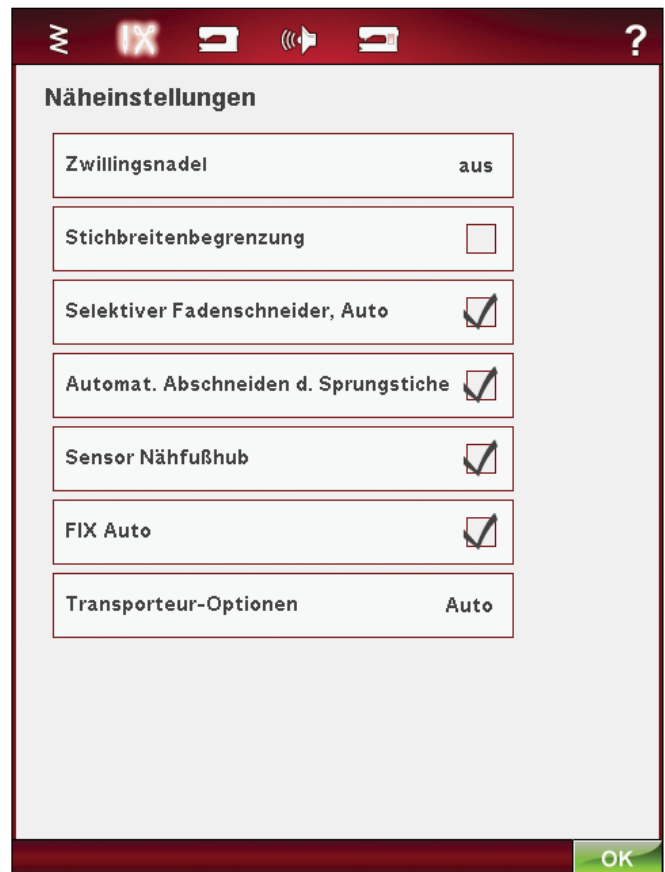 ?
Näheinstellungen
Zwillingsnadel aus
Stichbreitenbegrenzung
Selektiver Fadenschneider, Auto
Automat. Abschneiden d. Sprungstiche
Sensor Nähfußhub
FIX Auto
Transporteur-Optionen Auto
OK